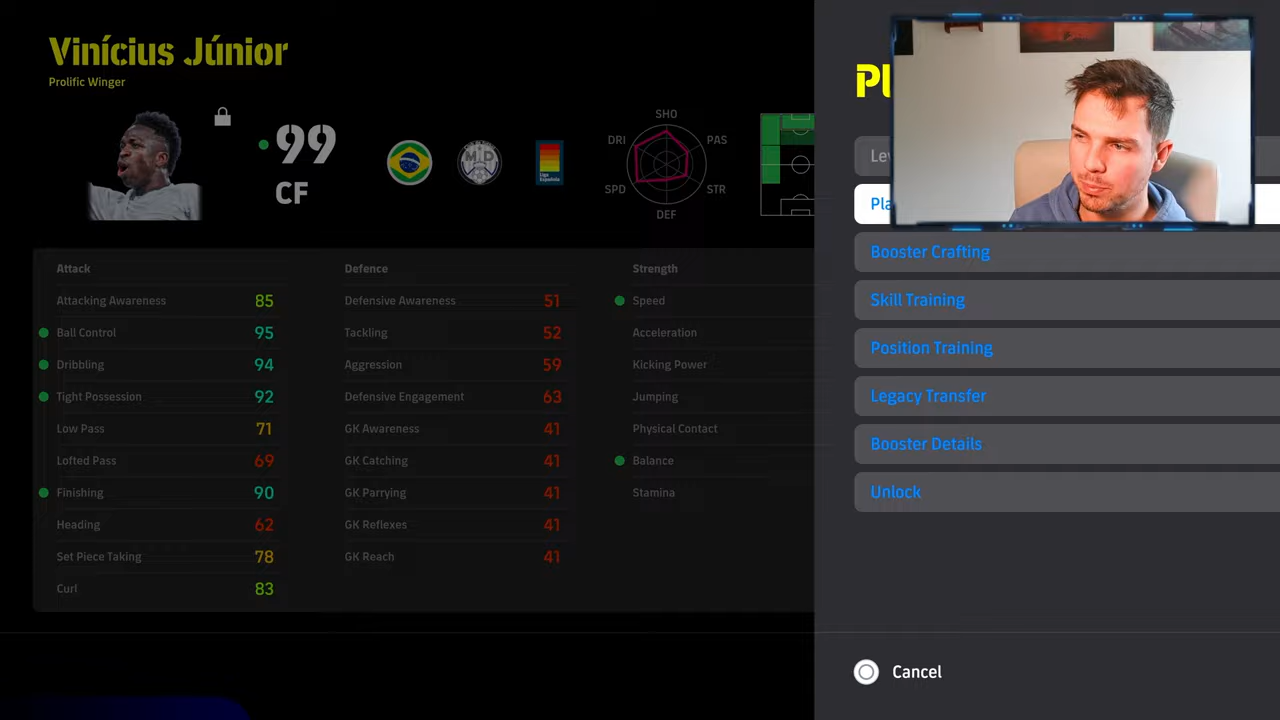 Vinícius Júnior
Prolific Winger
99
CF
SHO
DRI
PAS
SPD
STR
DEF
Attack
Attacking Awareness 85
Ball Control 95
Dribbling 94
Tight Possession 92
Low Pass 71
Lofted Pass 69
Finishing 90
Heading 62
Set Piece Taking 78
Curl 83
Defence
Defensive Awareness 51
Tackling 52
Aggression 59
Defensive Engagement 63
GK Awareness 41
GK Catching 41
GK Parrying 41
GK Reflexes 41
GK Reach 41
Strength
Speed
Acceleration
Kicking Power
Jumping
Physical Contact
Balance
Stamina
Booster Crafting
Skill Training
Position Training
Legacy Transfer
Booster Details
Unlock
Cancel